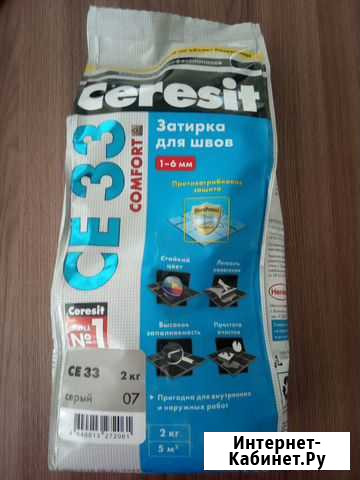 Ceresit
CE 33
COMFORT
Затирка
для швов
1–6 мм
Противогрибковая
защита
Стойкий
цвет
Легкость
нанесения
Высокая
заполняемость
Простота
очистки
Henkel
Ceresit
№1
CE 33 2 кг
серый 07
• Пригодна для внутренних
и наружных работ
2 кг
5 м²
Интернет-
Кабинет.Ру